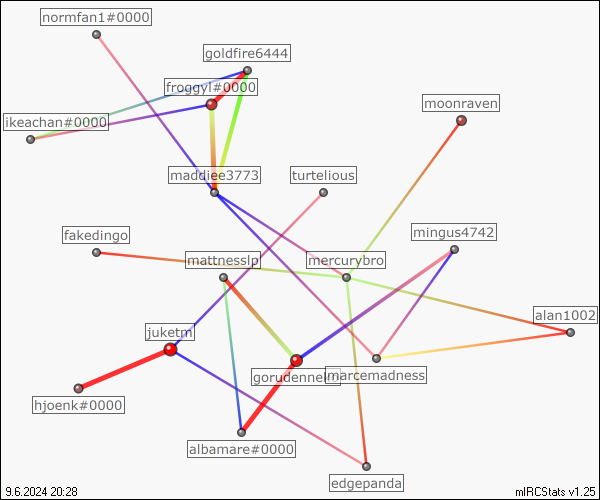 normfan1#0000
goldfire6444
froggyl#0000
moonraven
ikeachan#0000
maddiee3773
turtelious
mingus4742
fakedingo
mattnesslp
mercurybro
alan1002
juketm
marcemadness
hjoenk#0000
albamare#0000
edgepanda
9.6.2024 20:28
mIRCStats v1.25